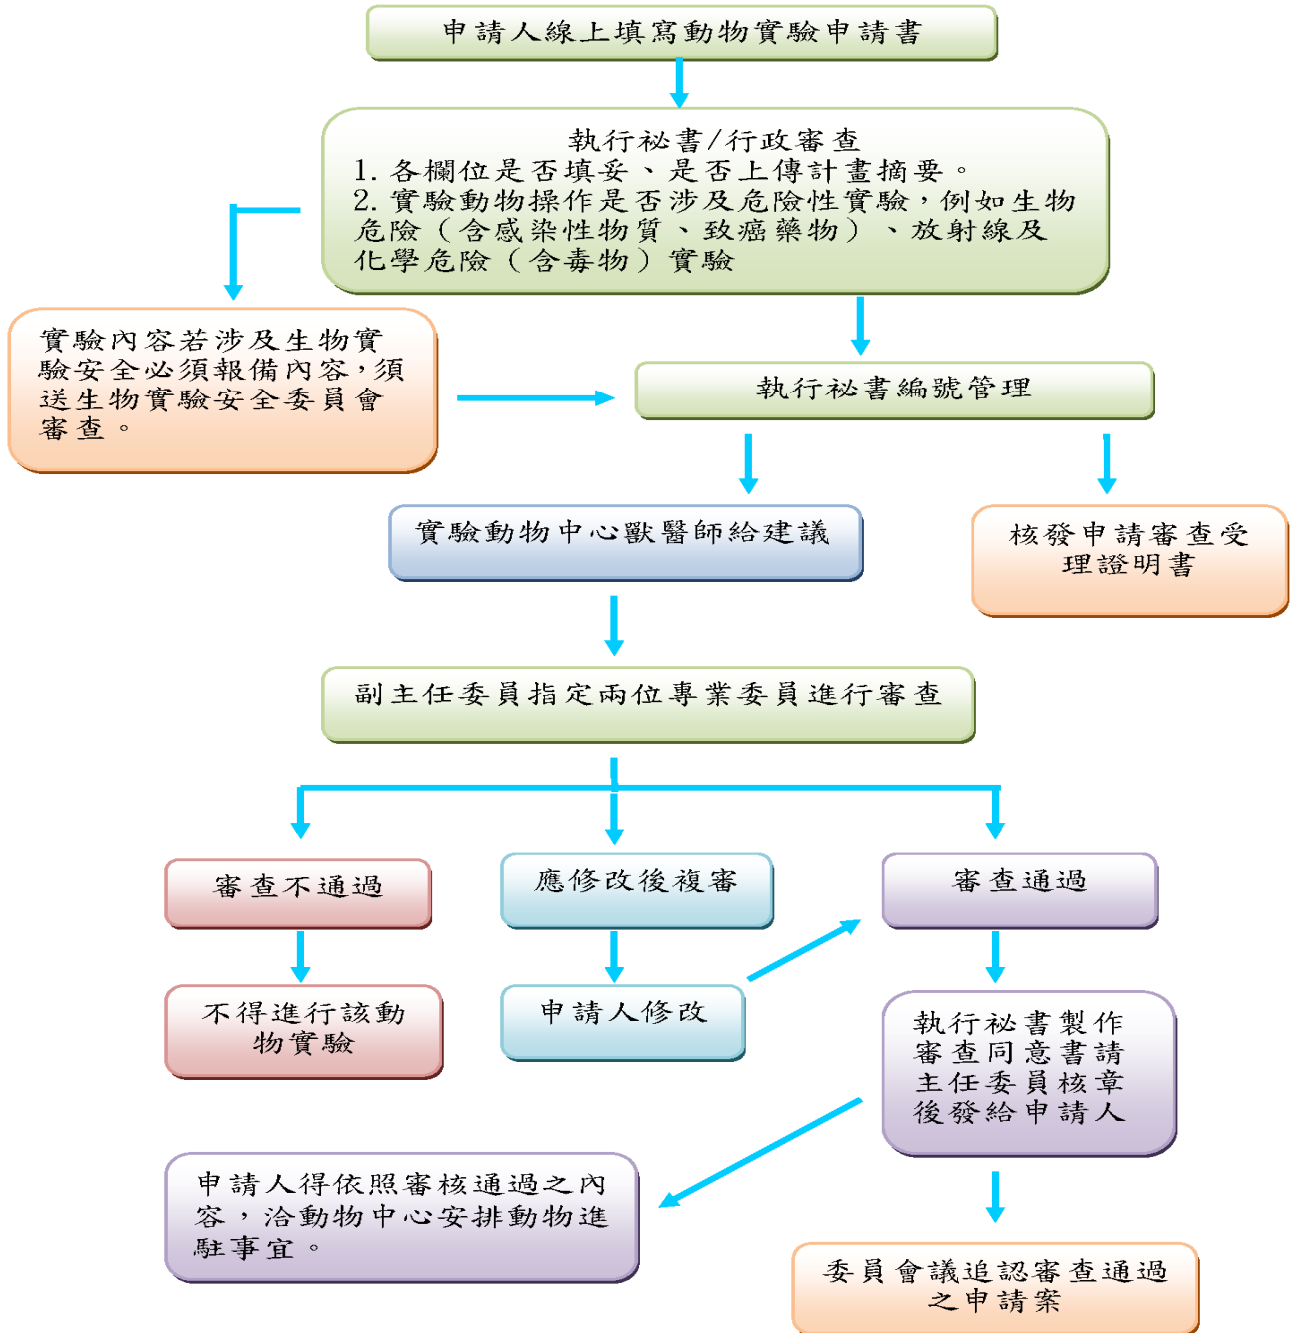 申請人線上填寫動物實驗申請書
執行祕書/行政審查
1. 各欄位是否填妥、是否上傳計畫摘要。
2. 實驗動物操作是否涉及危險性實驗，例如生物
危險（含感染性物質、致癌藥物）、放射線及
化學危險（含毒物）實驗
實驗內容若涉及生物實
驗安全必須報備內容，須
送生物實驗安全委員會
審查。
執行祕書編號管理
實驗動物中心獸醫師給建議
核發申請審查受
理證明書
副主任委員指定兩位專業委員進行審查
審查不通過
應修改後複審
審查通過
不得進行該動
物實驗
申請人修改
執行祕書製作
審查同意書請
主任委員核章
後發給申請人
申請人得依照審核通過之內
容，洽動物中心安排動物進
駐事宜。
委員會議追認審查通過
之申請案